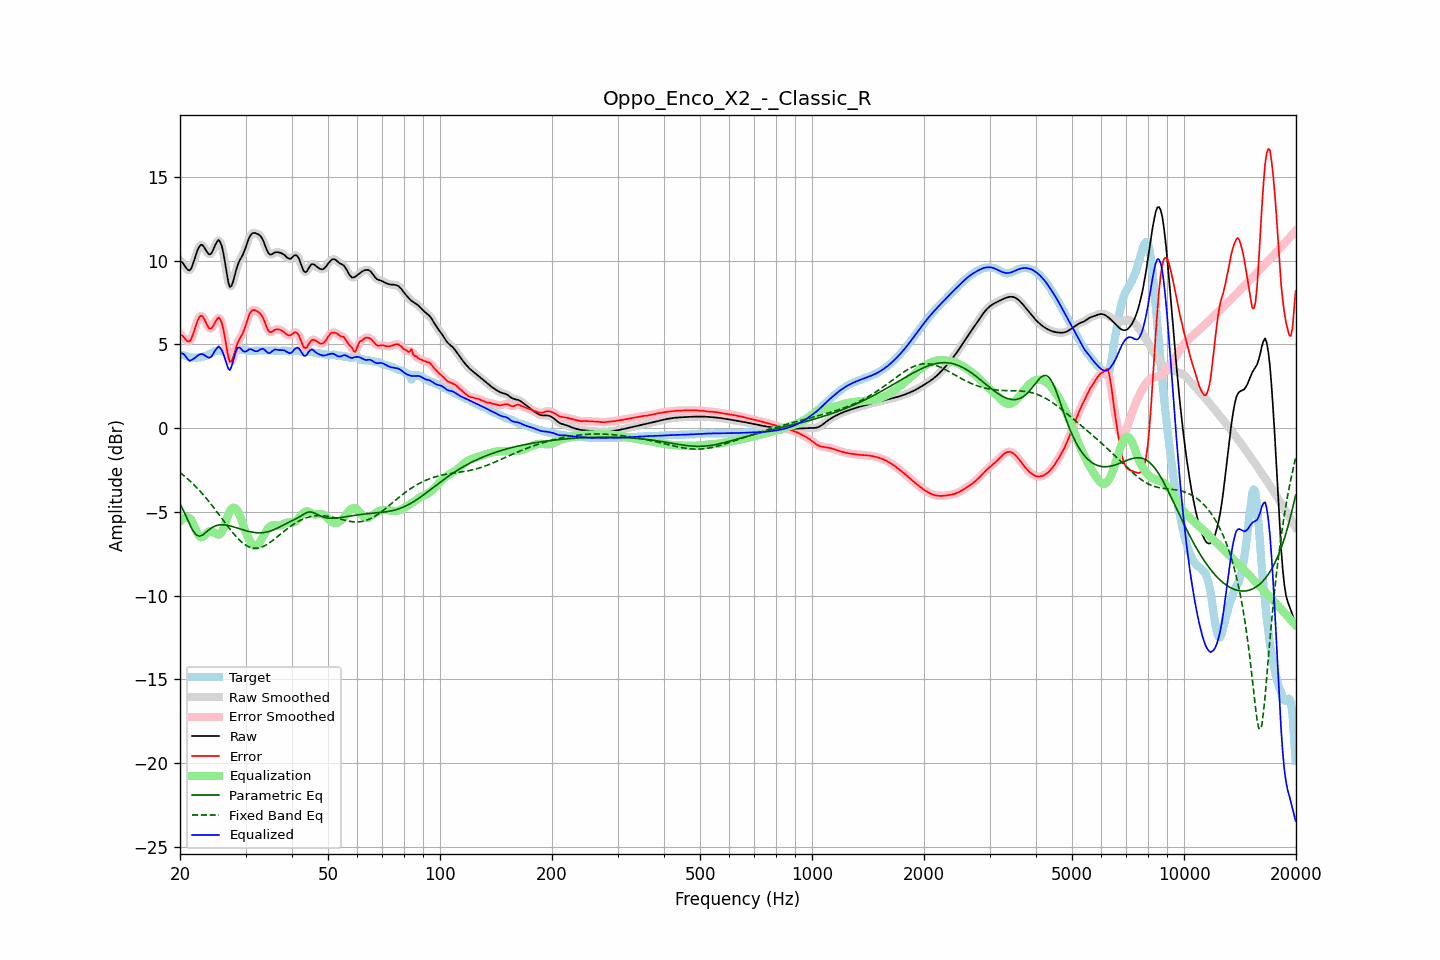 Oppo_Enco_X2_-_Classic_R
Amplitude (dBr)
15
10
5
0
−5
−10
−15
−20
−25
Target
Raw Smoothed
Error Smoothed
Raw
Error
Equalization
Parametric Eq
Fixed Band Eq
Equalized
20 50 100 200 500 1000 2000 5000 10000 20000
Frequency (Hz)